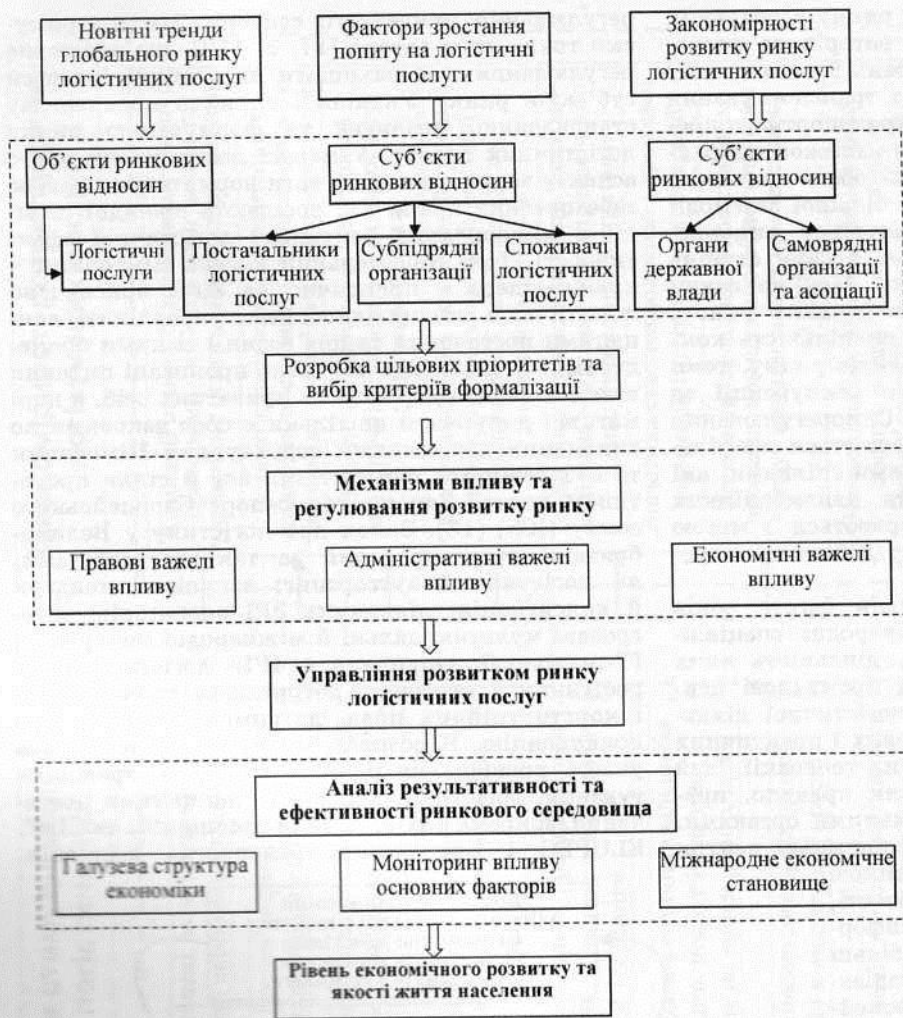 Новітні тренди
глобального ринку
логістичних послуг
Фактори зростання
попиту на логістичні
послуги
Закономірності
розвитку ринку
логістичних послуг
Об’єкти ринкових
відносин
Суб’єкти
ринкових відносин
Суб’єкти
ринкових відносин
Логістичні
послуги
Постачальники
логістичних
послуг
Субпідрядні
організації
Споживачі
логістичних
послуг
Органи
державної
влади
Самоврядні
організації
та асоціації
Розробка цільових пріоритетів та
вибір критеріїв формалізації
Механізми впливу та
регулювання розвитку ринку
Правові важелі
впливу
Адміністративні важелі
впливу
Економічні важелі
впливу
Управління розвитком ринку
логістичних послуг
Аналіз результативності та
ефективності ринкового середовища
Галузева структура
економіки
Моніторинг впливу
основних факторів
Міжнародне економічне
становище
Рівень економічного розвитку та
якості життя населення